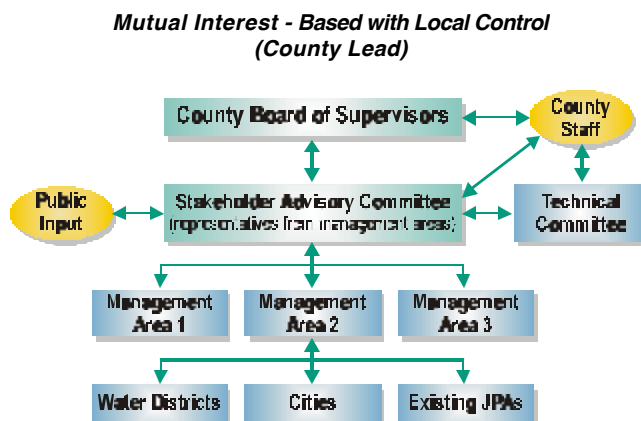 Mutual Interest - Based with Local Control
(County Lead)
County Board of Supervisors
County
Staff
Public
Input
Stakeholder Advisory Committee
(representatives from management areas)
Technical
Committee
Management
Area 1
Management
Area 2
Management
Area 3
Water Districts
Cities
Existing JPAs